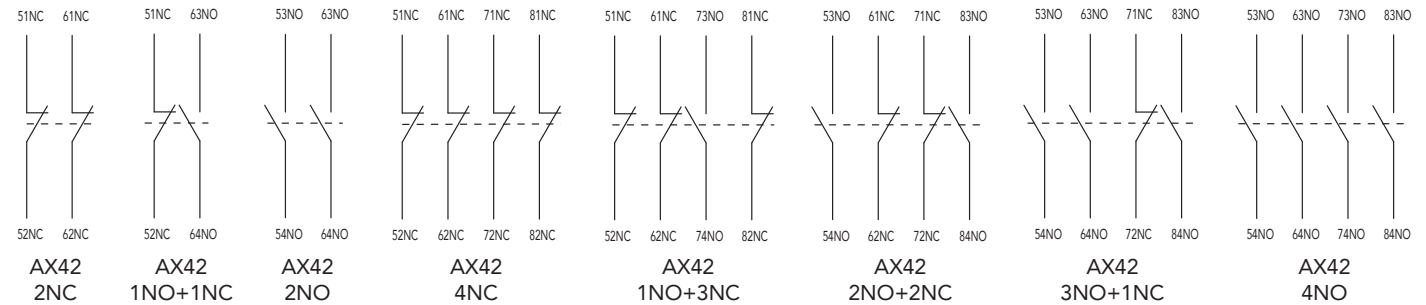 51NC 61NC 51NC 63NO 53NO 63NO 51NC 61NC 71NC 81NC 51NC 61NC 73NO 81NC 53NO 61NC 71NC 83NO 53NO 63NO 71NC 83NO 53NO 63NO 73NO 83NO
52NC 62NC 52NC 64NO 54NO 64NO 52NC 62NC 72NC 82NC 52NC 62NC 74NO 82NC 54NO 62NC 72NC 84NO 54NO 64NO 72NC 84NO 54NO 64NO 74NO 84NO
AX42 AX42 AX42 AX42 AX42 AX42 AX42 AX42
2NC 1NO+1NC 2NO 4NC 1NO+3NC 2NO+2NC 3NO+1NC 4NO